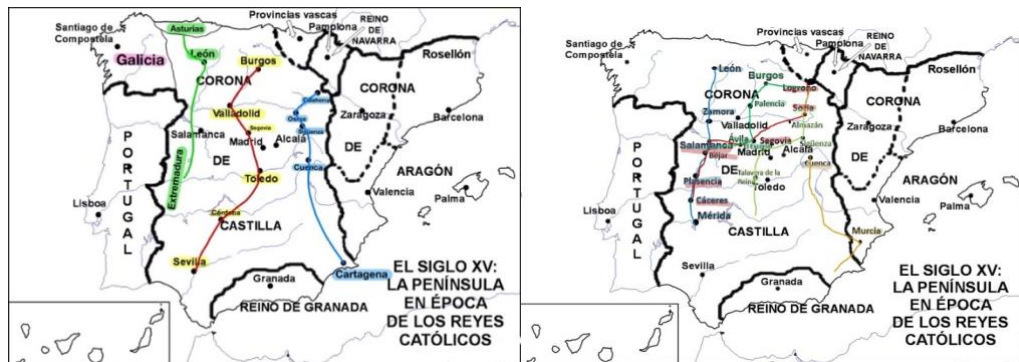 Provincias vascas
REINO
DE
NAVARRA
Pamplona
Santiago de
Compostela
Asturias
León
Galicia
Burgos
Rosellón
CORONA
CORONA
Calahorra
Osma
Sigüenza
Valladolid
Segovia
Salamanca
Madrid
Alcalá
Zaragoza
Barcelona
PORTUGAL
Extremadura
DE
DE
Cuenca
Toledo
ARAGÓN
Valencia
Palma
Lisboa
Córdoba
CASTILLA
Sevilla
Cartagena
Granada
REINO DE GRANADA
EL SIGLO XV:
LA PENÍNSULA
EN ÉPOCA
DE LOS REYES
CATÓLICOS
Provincias vascas
REINO
DE
NAVARRA
Pamplona
Santiago de
Compostela
León
Burgos
Logroño
Rosellón
CORONA
CORONA
Palencia
Soria
Zamora
Valladolid
Almazán
Zaragoza
Barcelona
Salamanca
Ávila
Segovia
Sigüenza
Béjar
Madrid
Alcalá
Cuenca
PORTUGAL
DE
DE
Plasencia
Talavera de la
Reina
Toledo
ARAGÓN
Cáceres
Valencia
Palma
Lisboa
Mérida
CASTILLA
Murcia
Sevilla
Granada
REINO DE GRANADA
EL SIGLO XV:
LA PENÍNSULA
EN ÉPOCA
DE LOS REYES
CATÓLICOS